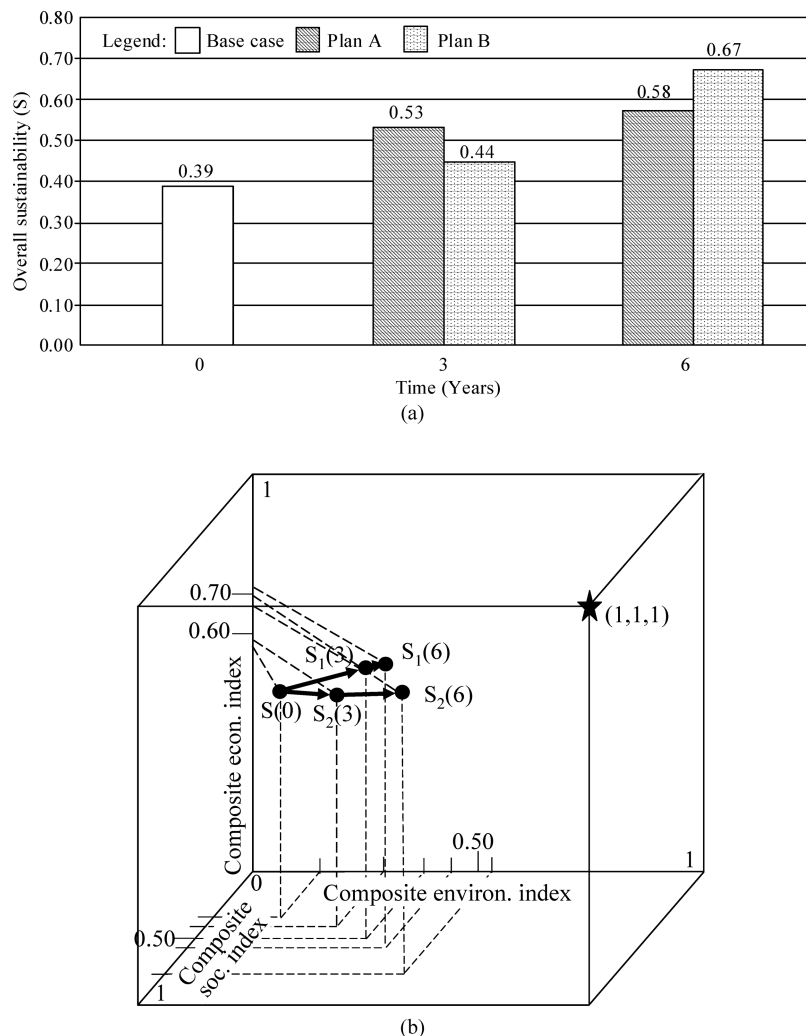 0.80
Legend: Base case Plan A Plan B
0.67
0.70
0.60
0.58
0.53
0.50
0.44
0.39
0.40
0.30
0.20
0.10
0.00
Overall sustainability (S)
0 3 6
Time (Years)
(a)
1
0.70
(1,1,1)
0.60
S1(3) S1(6)
S(0) S2(3) S2(6)
Composite econ. index
0.50
1
0
Composite environ. index
0.50
Composite
soc. index
1
(b)